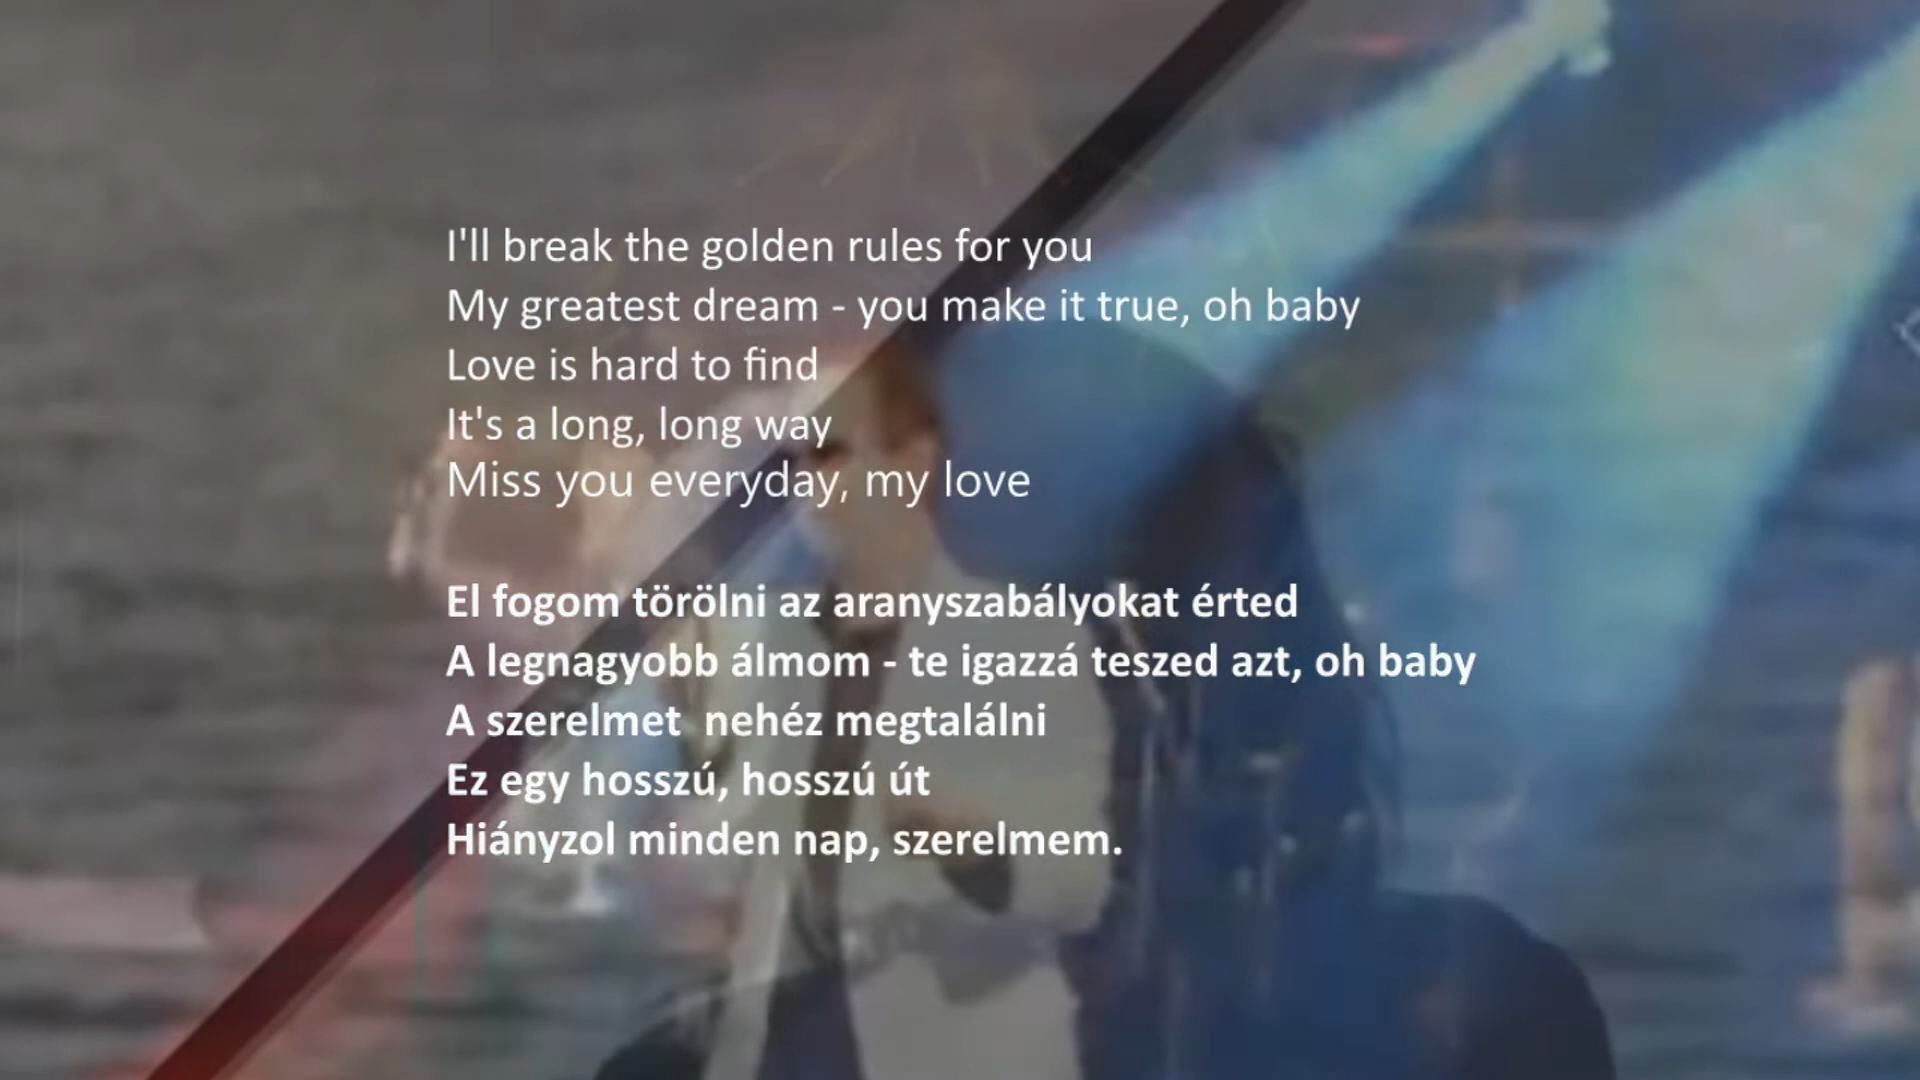 I'll break the golden rules for you
My greatest dream - you make it true, oh baby
Love is hard to find
It's a long, long way
Miss you everyday, my love
El fogom törölni az aranyszabályokat érted
A legnagyobb álmom - te igazzá teszed azt, oh baby
A szerelmet  nehéz megtalálni
Ez egy hosszú, hosszú út
Hiányzol minden nap, szerelmem.